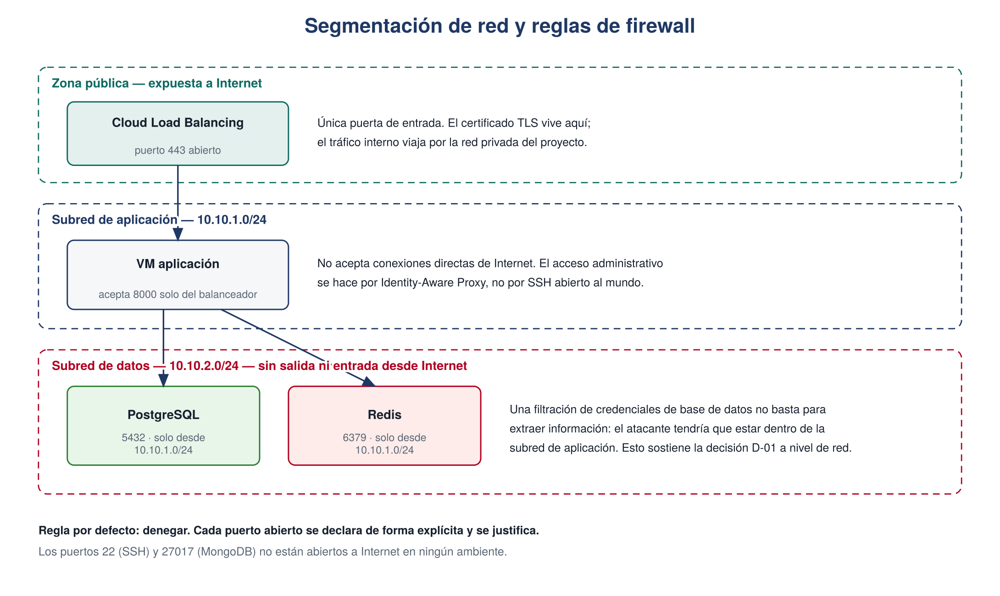 Segmentación de red y reglas de firewall
Zona pública — expuesta a Internet
Cloud Load Balancing
puerto 443 abierto
Única puerta de entrada. El certificado TLS vive aquí;
el tráfico interno viaja por la red privada del proyecto.
Subred de aplicación — 10.10.1.0/24
VM aplicación
acepta 8000 solo del balanceador
No acepta conexiones directas de Internet. El acceso administrativo
se hace por Identity-Aware Proxy, no por SSH abierto al mundo.
Subred de datos — 10.10.2.0/24 — sin salida ni entrada desde Internet
PostgreSQL
5432 · solo desde
10.10.1.0/24
Redis
6379 · solo desde
10.10.1.0/24
Una filtración de credenciales de base de datos no basta para
extraer información: el atacante tendría que estar dentro de la
subred de aplicación. Esto sostiene la decisión D-01 a nivel de red.
Regla por defecto: denegar. Cada puerto abierto se declara de forma explícita y se justifica.
Los puertos 22 (SSH) y 27017 (MongoDB) no están abiertos a Internet en ningún ambiente.